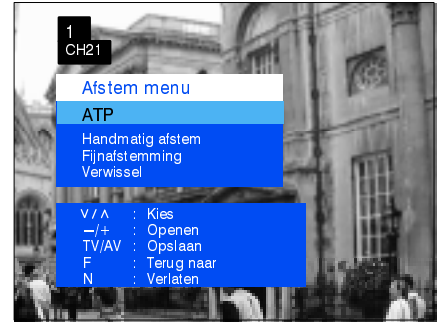 1
CH21
Afstem menu
ATP
Handmatig afstem
Fijnafstemming
Verwissel
∨/∧ : Kies
−/+ : Openen
TV/AV : Opslaan
F : Terug naar
N : Verlaten